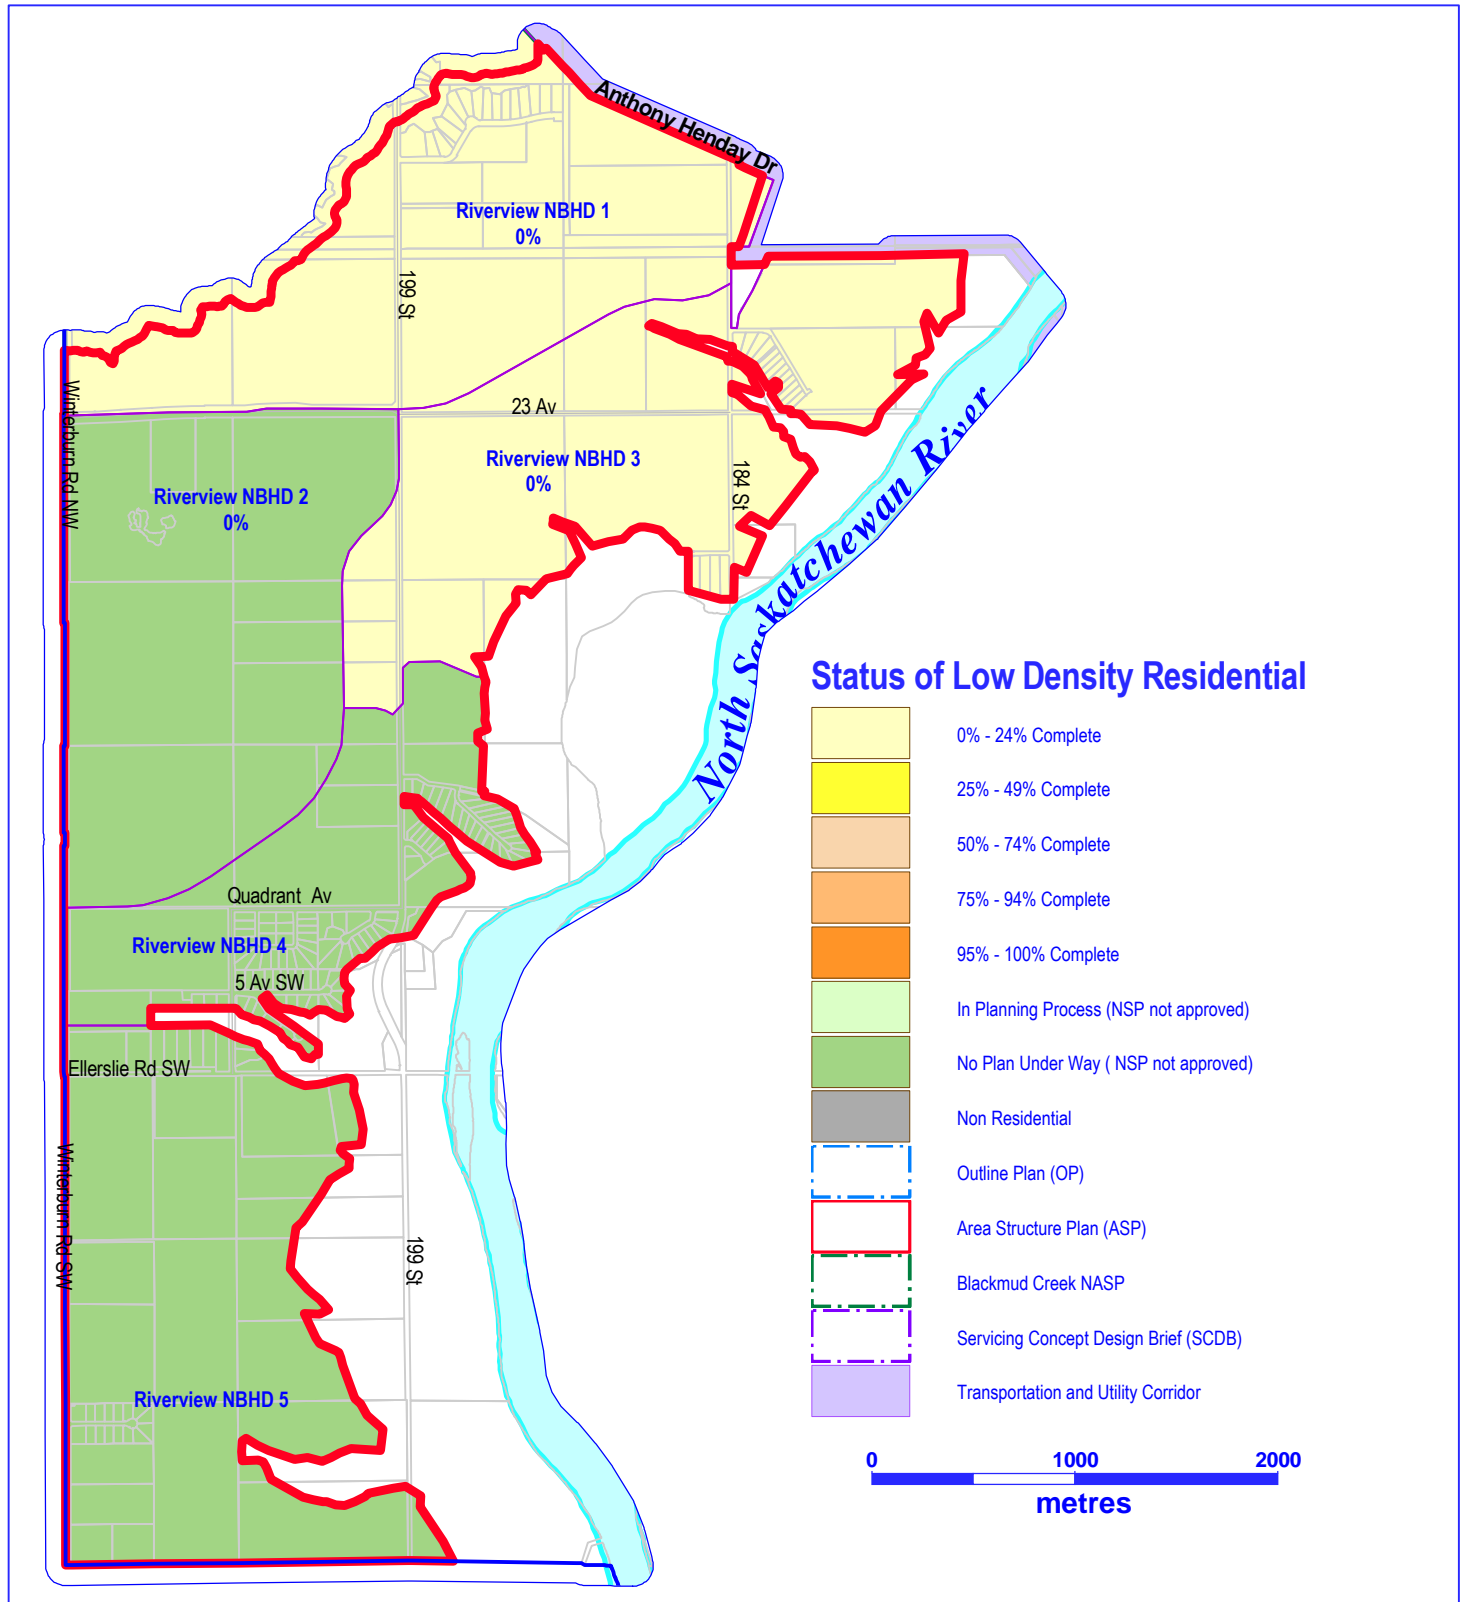 Anthony Henday Dr
Riverview NBHD 1
0%
199 St
Winterburn Rd NW
23 Av
Riverview NBHD 3
0%
184 St
Riverview NBHD 2
0%
North Saskatchewan River
Quadrant Av
Riverview NBHD 4
5 Av SW
Ellerslie Rd SW
Winterburn Rd SW
199 St
Riverview NBHD 5
Status of Low Density Residential
0% - 24% Complete
25% - 49% Complete
50% - 74% Complete
75% - 94% Complete
95% - 100% Complete
In Planning Process (NSP not approved)
No Plan Under Way ( NSP not approved)
Non Residential
Outline Plan (OP)
Area Structure Plan (ASP)
Blackmud Creek NASP
Servicing Concept Design Brief (SCDB)
Transportation and Utility Corridor
0 1000 2000
metres